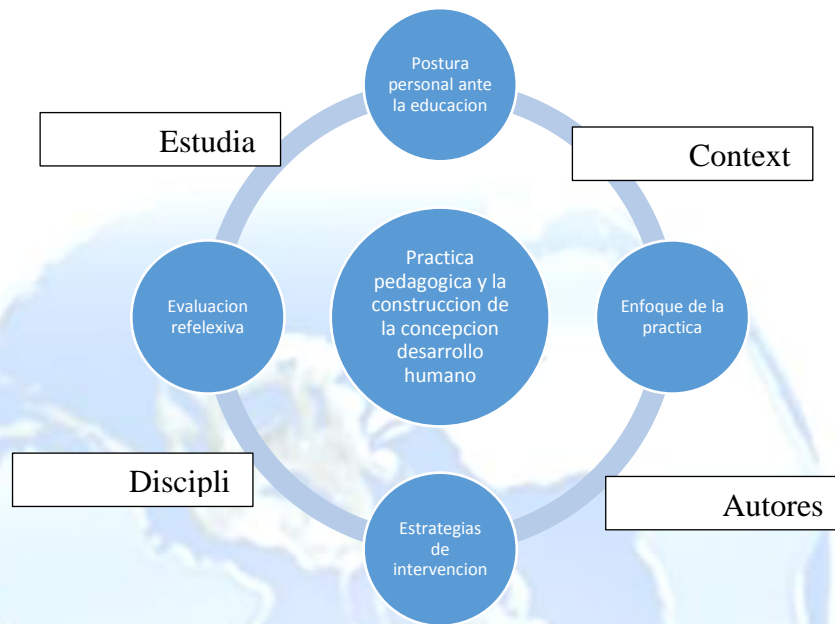 Postura
personal ante
la educacion
Estudia
Context
Practica
pedagogica y la
construccion de
la concepcion
desarrollo
humano
Evaluacion
refelexiva
Enfoque de la
practica
Discipli
Autores
Estrategias
de
intervencion